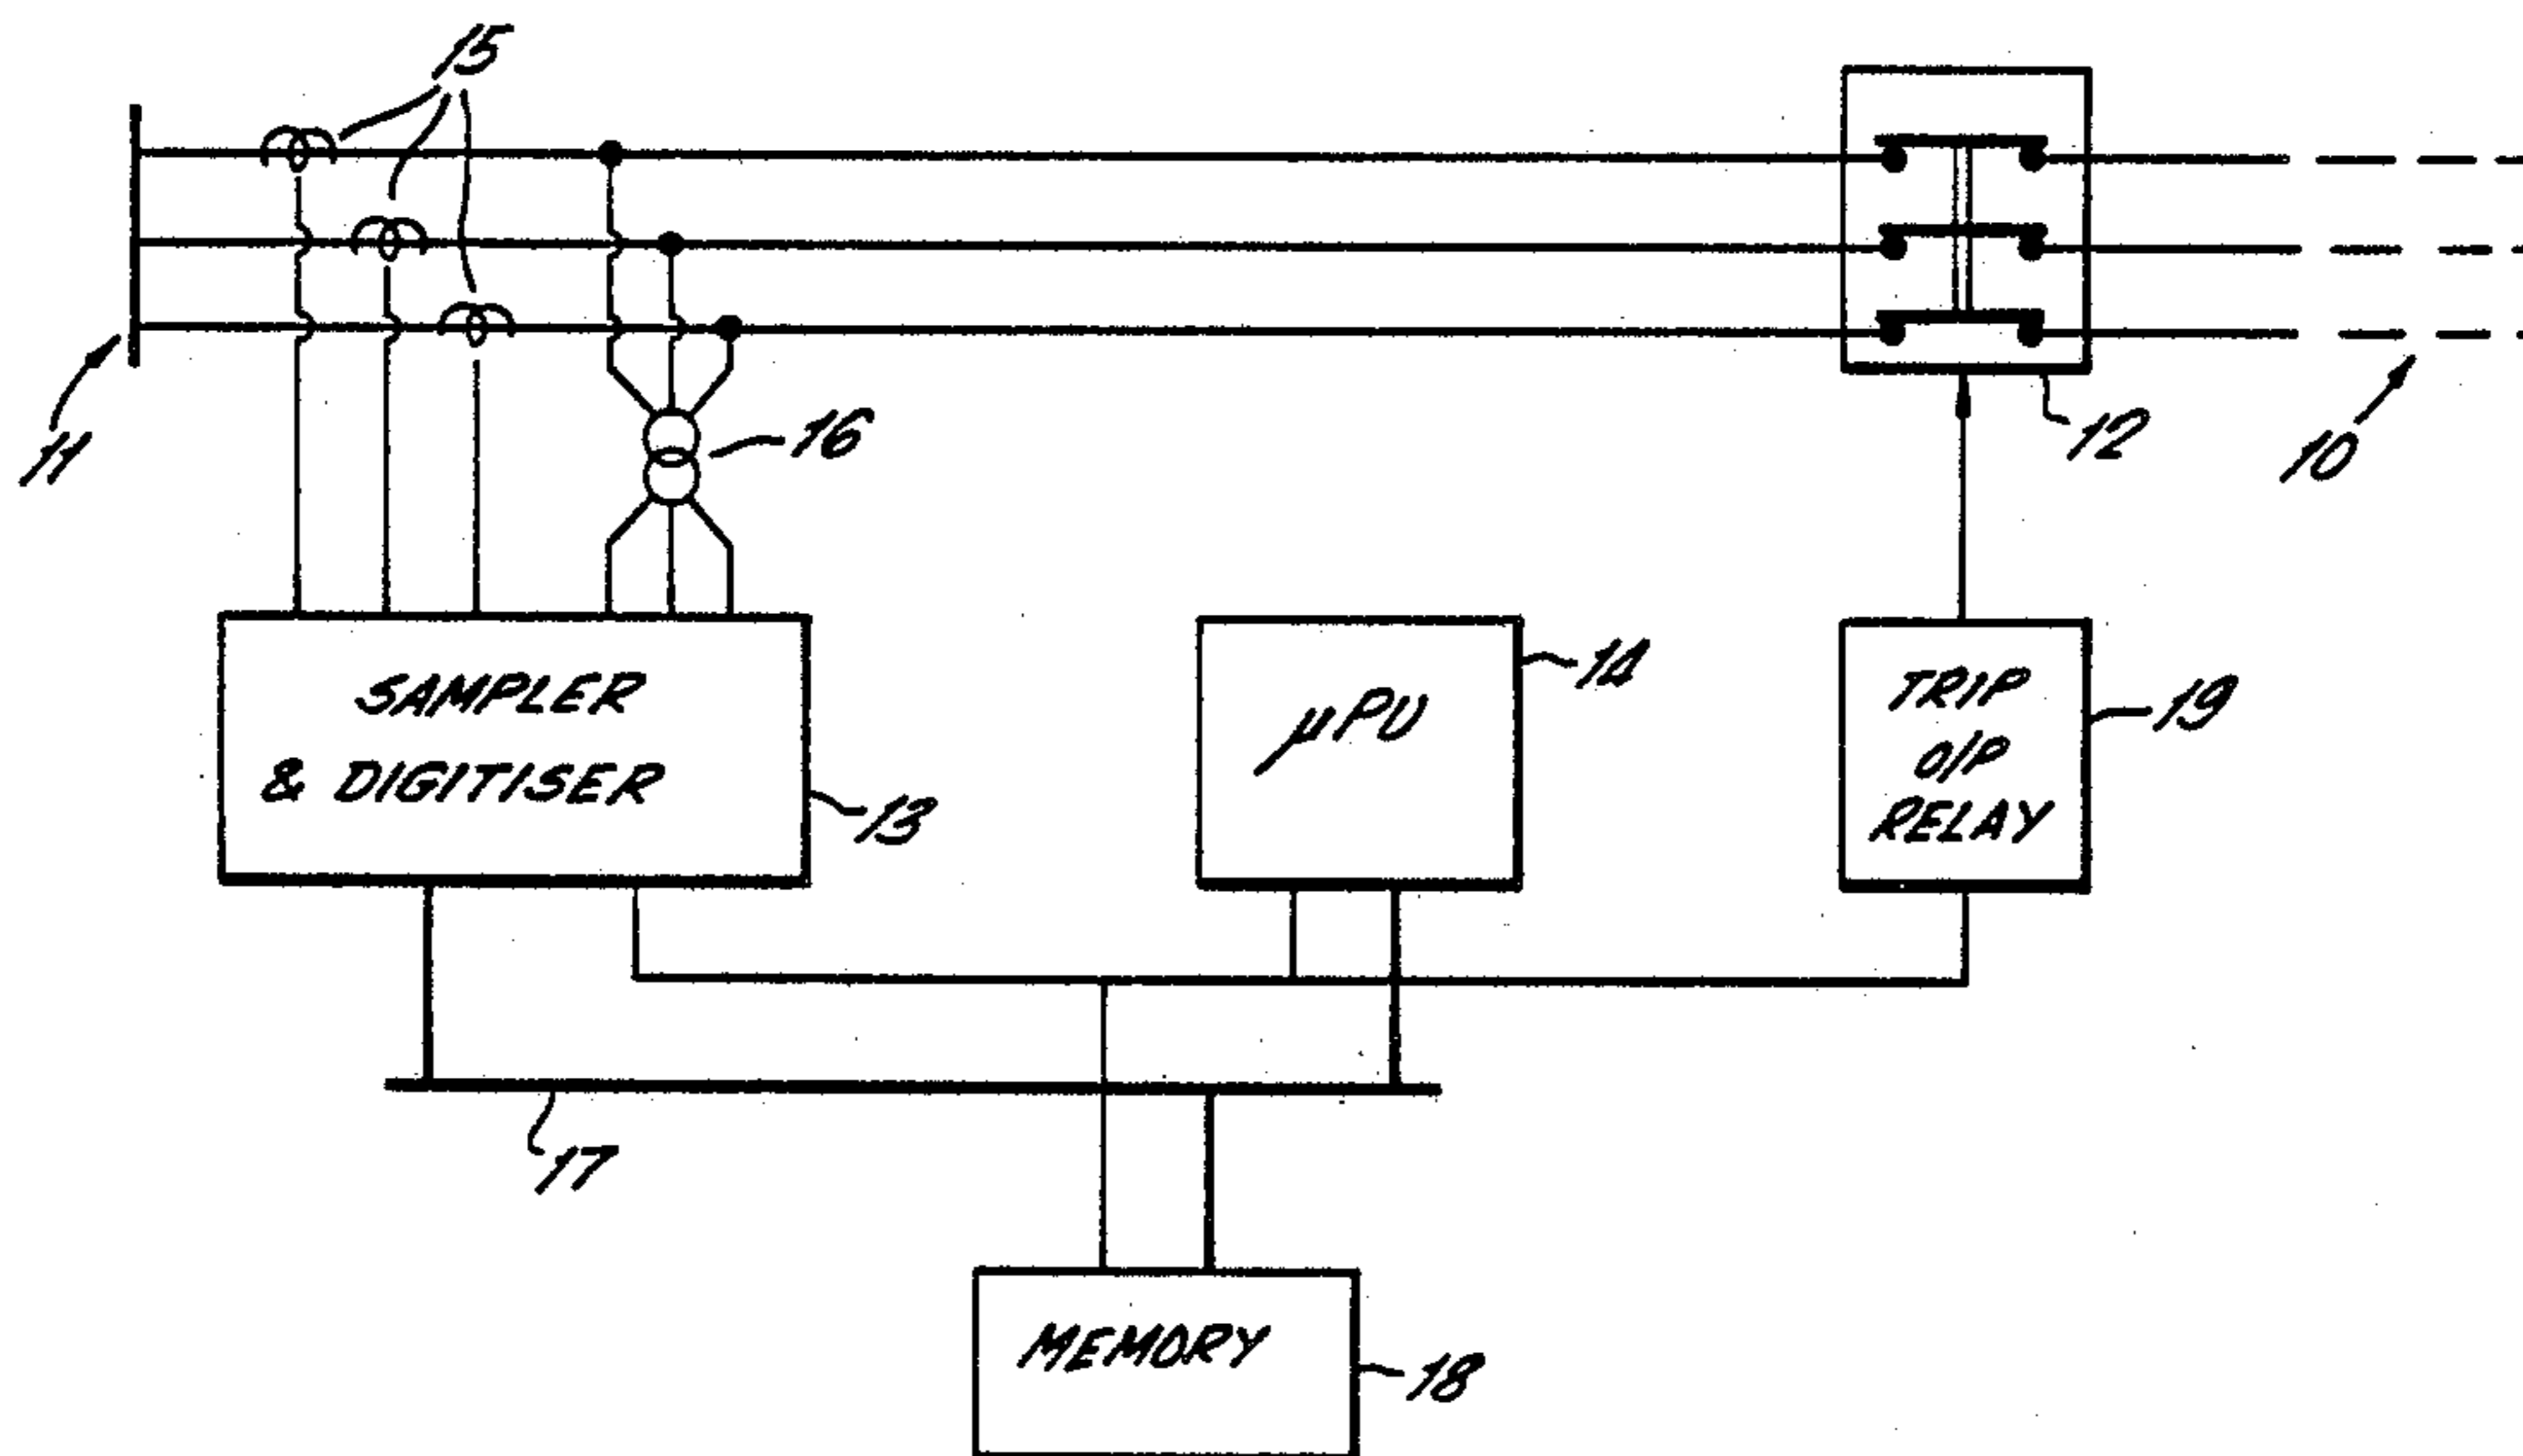 15
11
16
12
10
SAMPLER
& DIGITISER
13
μPU
14
TRIP
O/P
RELAY
19
17
MEMORY
18